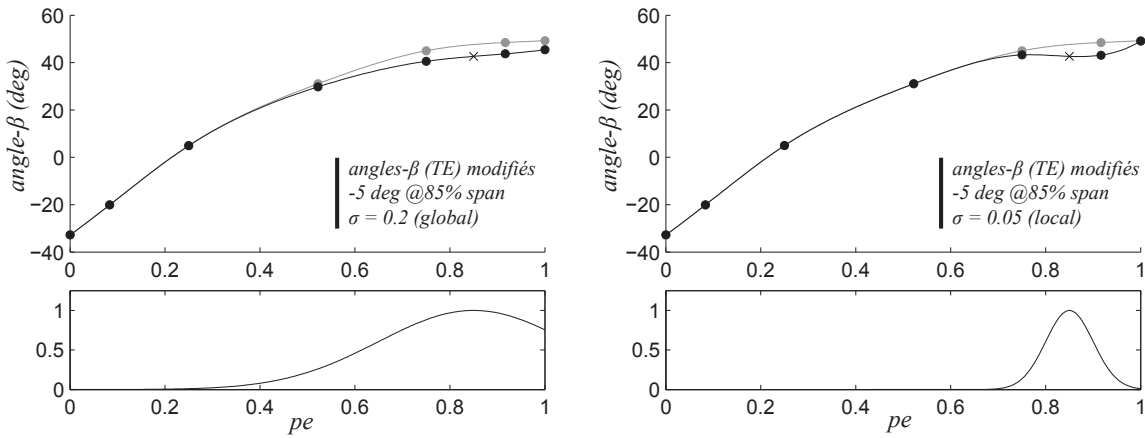 60
40
20
0
−20
−40
angle-β (deg)
angles-β (TE) modifiés
-5 deg @85% span
σ = 0.2 (global)
0 0.2 0.4 0.6 0.8 1
1
0.5
0
0 0.2 0.4 0.6 0.8 1
pe
60
40
20
0
−20
−40
angle-β (deg)
angles-β (TE) modifiés
-5 deg @85% span
σ = 0.05 (local)
0 0.2 0.4 0.6 0.8 1
1
0.5
0
0 0.2 0.4 0.6 0.8 1
pe